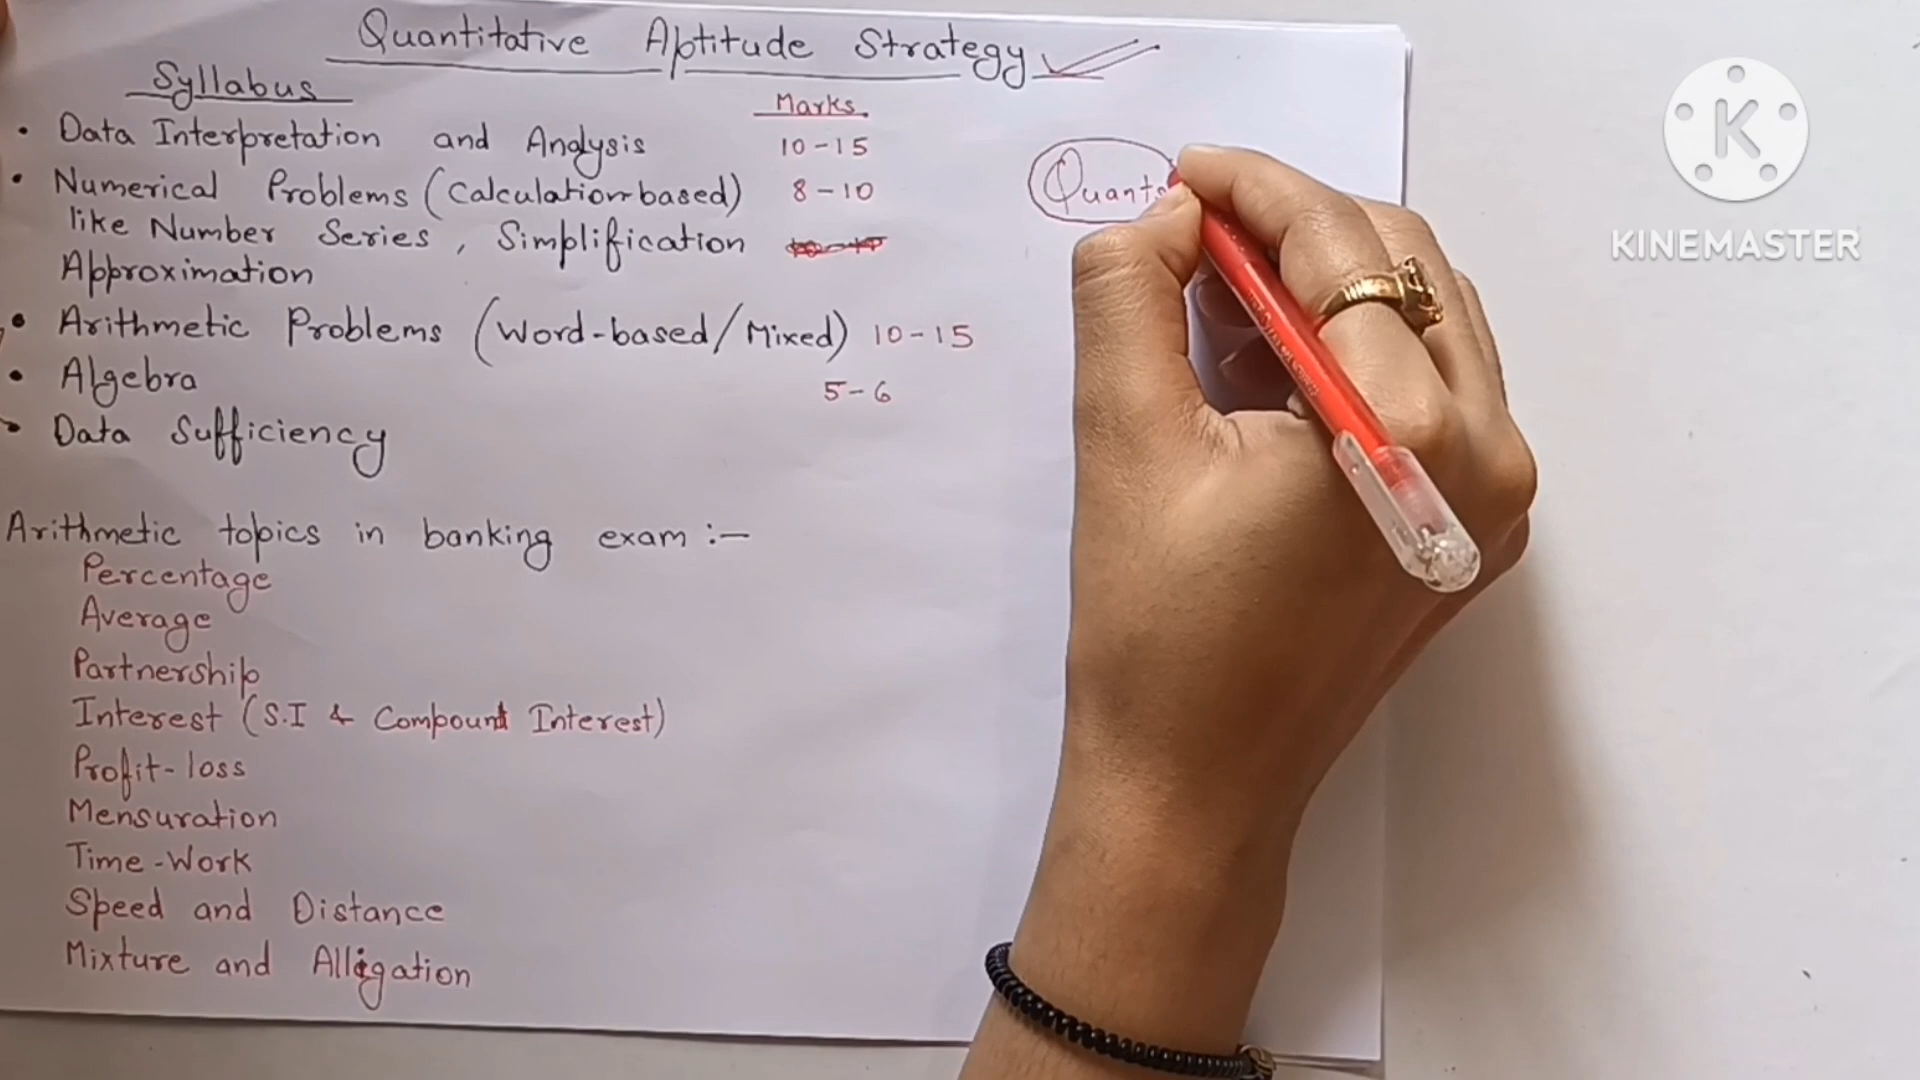 Quantitative Aptitude Strategy
Syllabus
Marks
• Data Interpretation and Analysis 10-15
• Numerical Problems (Calculation-based) 8-10
like Number Series, Simplification
Approximation
• Arithmetic Problems (Word-based/Mixed) 10-15
• Algebra 5-6
• Data Sufficiency
Arithmetic topics in banking exam :-
Percentage
Average
Partnership
Interest (S.I & Compount Interest)
Profit-loss
Mensuration
Time-Work
Speed and Distance
Mixture and Alligation
Quants
K
KINEMASTER